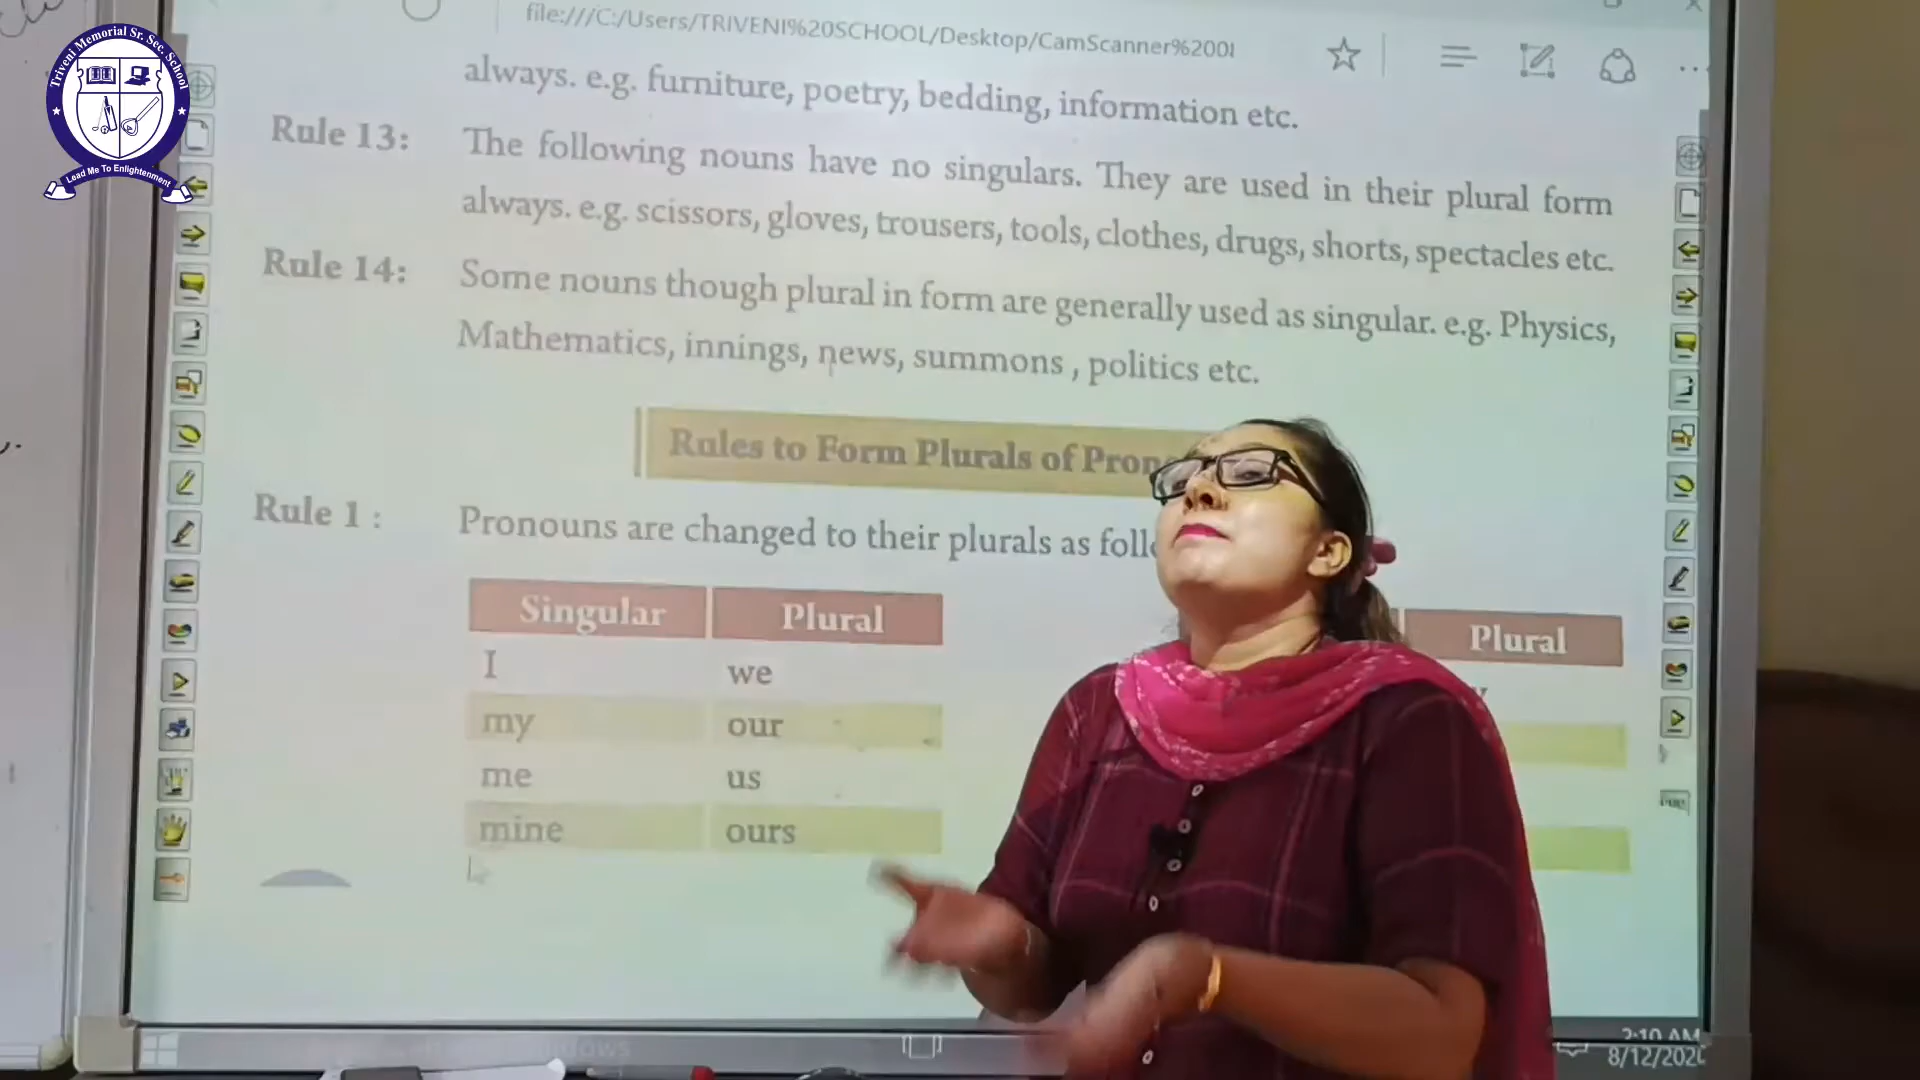 file:///C:/Users/TRIVENI%20SCHOOL/Desktop/CamScanner%200
Triveni Memorial Sr. Sec. School
Lead Me To Enlightenment
always. e.g. furniture, poetry, bedding, information etc.
Rule 13: The following nouns have no singulars. They are used in their plural form
always. e.g. scissors, gloves, trousers, tools, clothes, drugs, shorts, spectacles etc.
Rule 14: Some nouns though plural in form are generally used as singular. e.g. Physics,
Mathematics, innings, news, summons , politics etc.
Rules to Form Plurals of Pron
Rule 1 : Pronouns are changed to their plurals as foll
Singular Plural Plural
I we
my our
me us
mine ours
2:10 AM
8/12/202